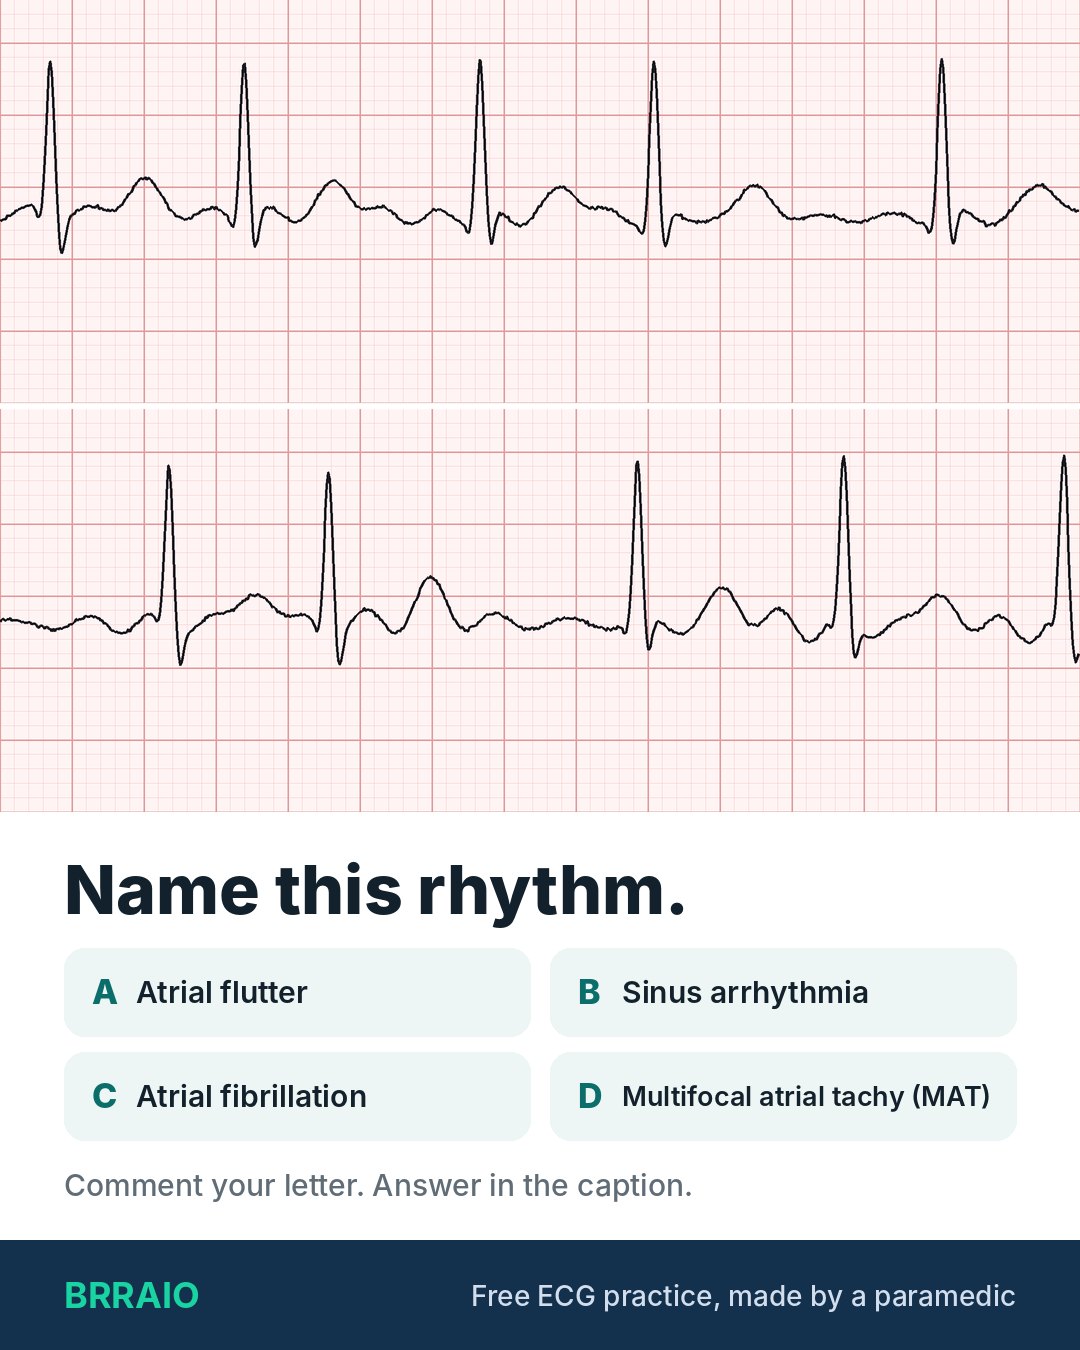 Name this rhythm.
A Atrial flutter
B Sinus arrhythmia
C Atrial fibrillation
D Multifocal atrial tachy (MAT)
Comment your letter. Answer in the caption.
BRRAIO
Free ECG practice, made by a paramedic